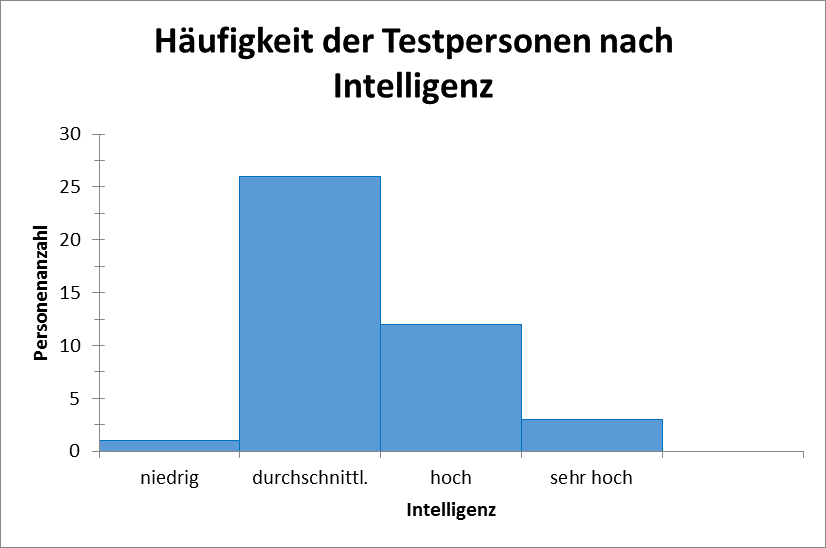 Häufigkeit der Testpersonen nach
Intelligenz
30
25
20
15
10
5
0
Personenanzahl
niedrig
durchschnittl.
hoch
sehr hoch
Intelligenz